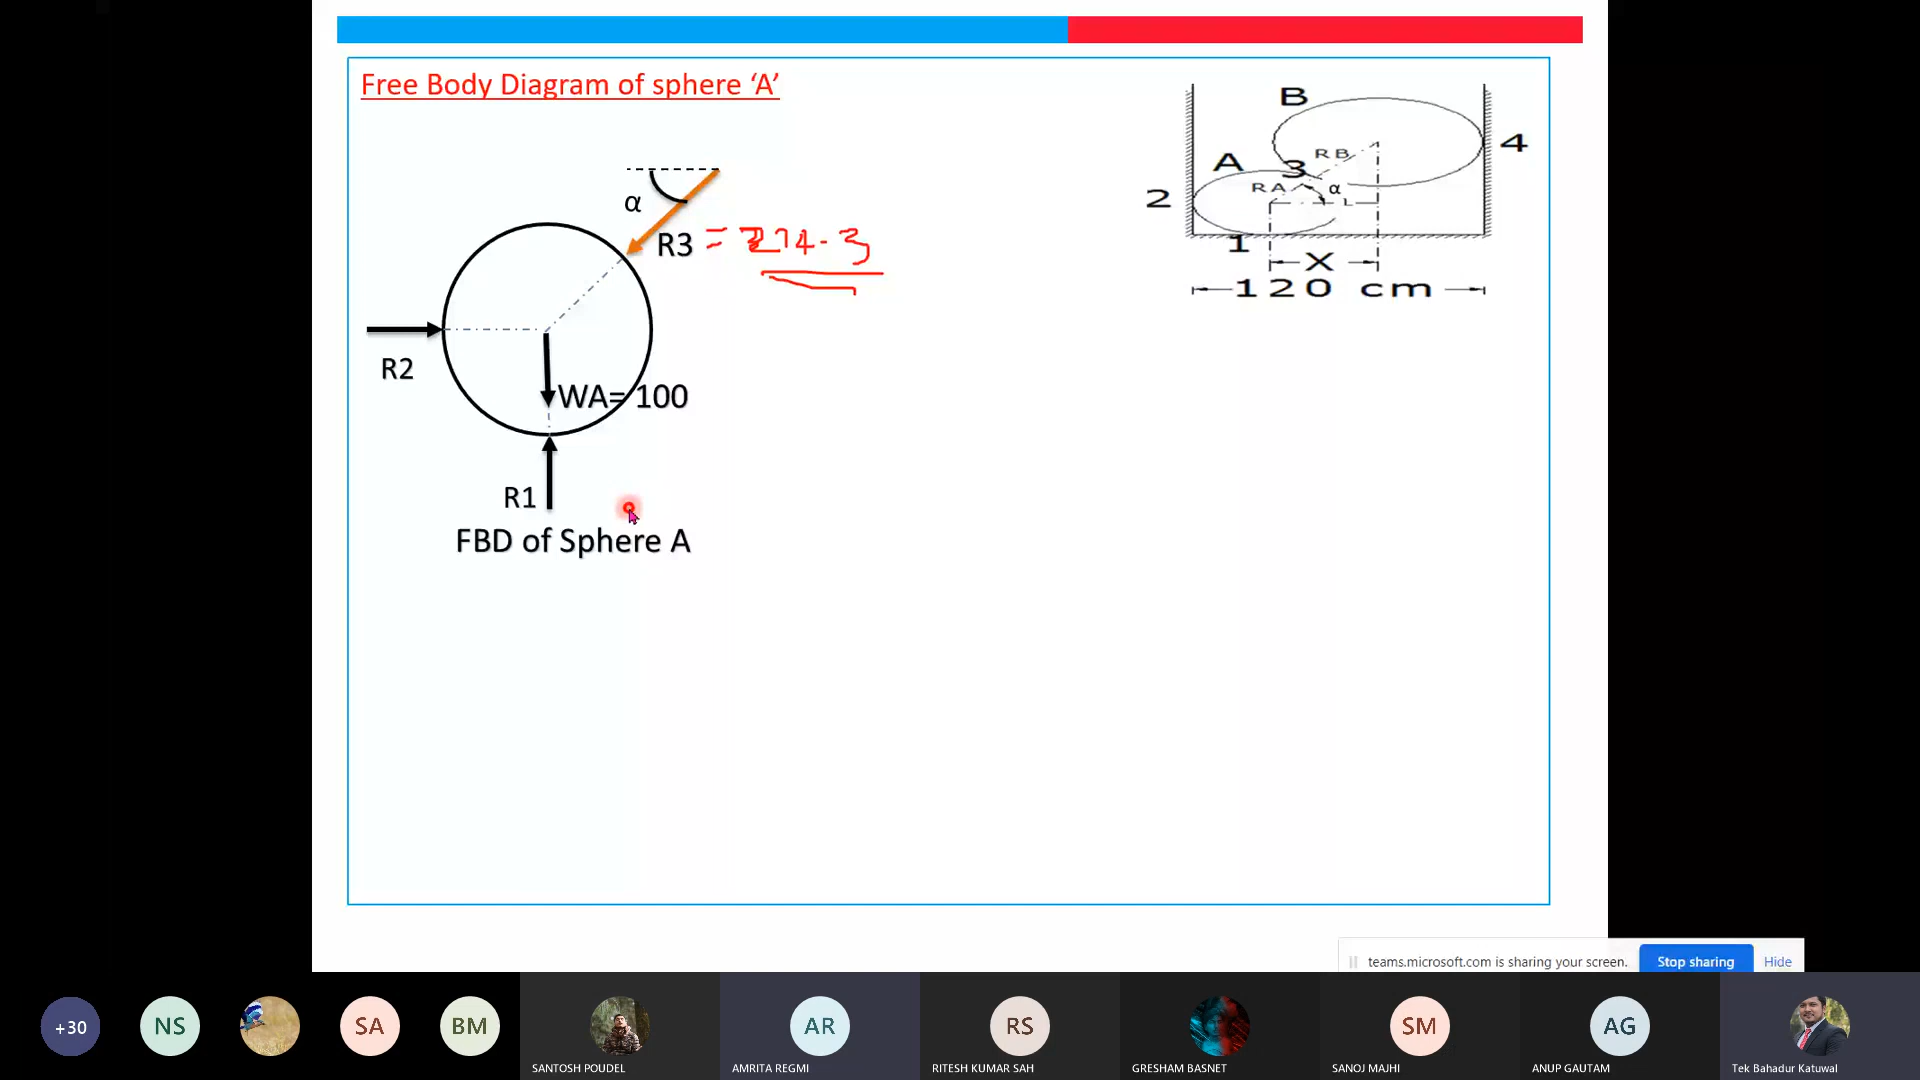 Free Body Diagram of sphere ‘A’
α
R3 = 274.3
R2
WA= 100
R1
FBD of Sphere A
B
4
RB
A
3
RA
α
2
L
1
X
120 cm
teams.microsoft.com is sharing your screen.
Stop sharing
Hide
+30
NS
SA
BM
AR
RS
SM
AG
SANTOSH POUDEL
AMRITA REGMI
RITESH KUMAR SAH
GRESHAM BASNET
SANOJ MAJHI
ANUP GAUTAM
Tek Bahadur Katuwal